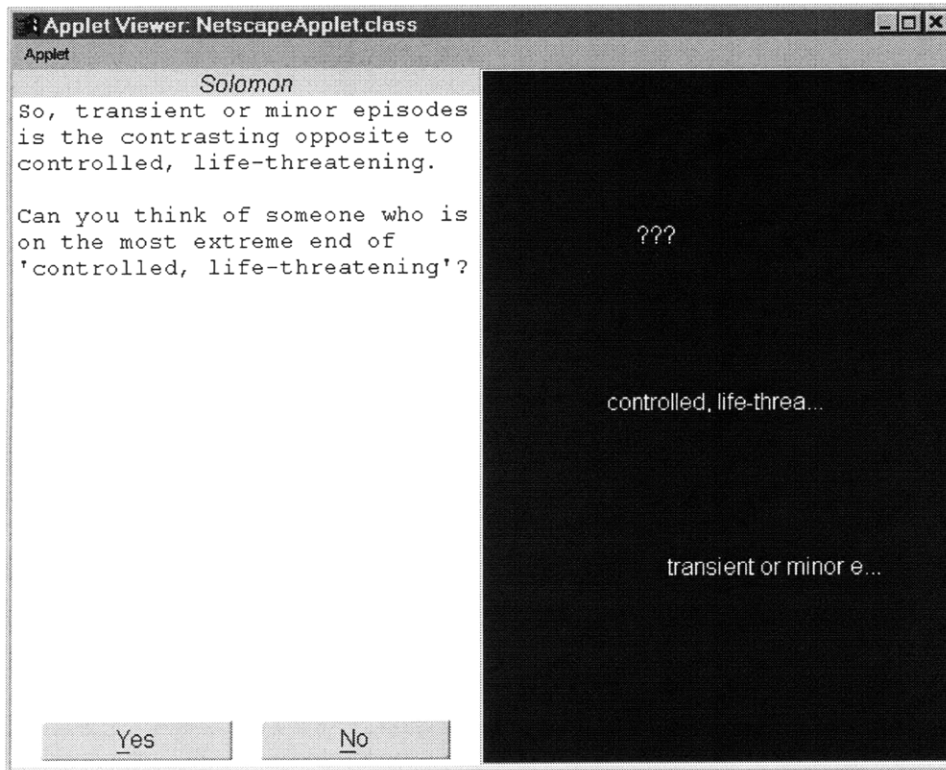 Applet Viewer: NetscapeApplet.class
Applet
Solomon
So, transient or minor episodes
is the contrasting opposite to
controlled, life-threatening.
Can you think of someone who is
on the most extreme end of
'controlled, life-threatening'?
???
controlled, life-threa...
transient or minor e...
Yes
No